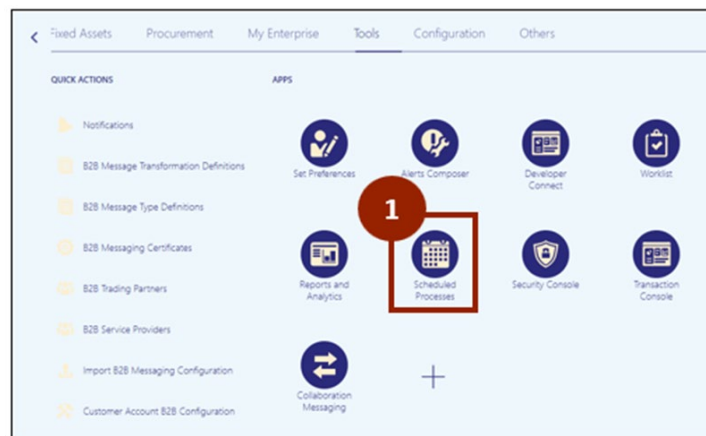 Fixed Assets Procurement My Enterprise Tools Configuration Others
QUICK ACTIONS
APPS
Notifications
B2B Message Transformation Definitions
B2B Message Type Definitions
B2B Messaging Certificates
B2B Trading Partners
B2B Service Providers
Import B2B Messaging Configuration
Customer Account B2B Configuration
Set Preferences
Alerts Composer
Developer
Connect
Worklist
1
Reports and
Analytics
Scheduled
Processes
Security Console
Transaction
Console
Collaboration
Messaging